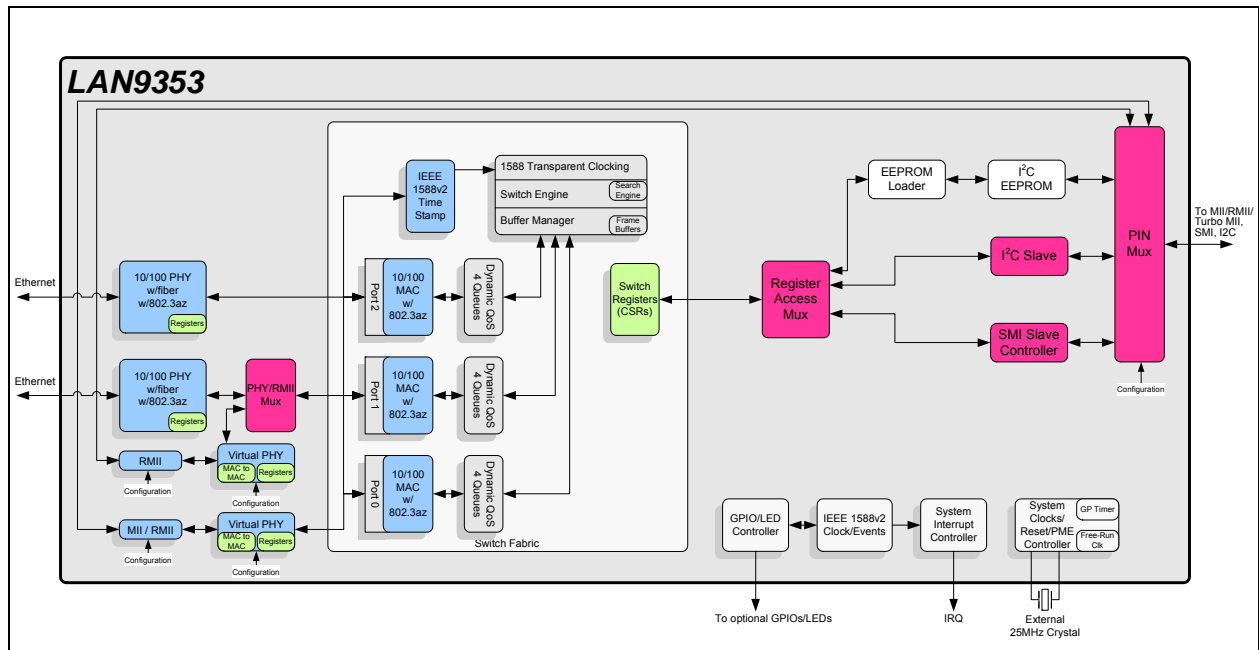 LAN9353
IEEE
1588v2
Time
Stamp
1588 Transparent Clocking
Switch Engine
Search
Engine
Buffer Manager
Frame
Buffers
EEPROM
Loader
I²C
EEPROM
PIN
Mux
To MII/RMII/
Turbo MII,
SMI, I2C
Ethernet
10/100 PHY
w/fiber
w/802.3az
Registers
Port 2
10/100
MAC
w/
802.3az
Dynamic QoS
4 Queues
Switch
Registers
(CSRs)
Register
Access
Mux
I²C Slave
SMI Slave
Controller
Configuration
Ethernet
10/100 PHY
w/fiber
w/802.3az
Registers
PHY/RMII
Mux
Port 1
10/100
MAC
w/
802.3az
Dynamic QoS
4 Queues
RMII
Configuration
Virtual PHY
MAC to
MAC
Registers
Configuration
Port 0
10/100
MAC
w/
802.3az
Dynamic QoS
4 Queues
MII / RMII
Configuration
Virtual PHY
MAC to
MAC
Registers
Configuration
Switch Fabric
GPIO/LED
Controller
IEEE 1588v2
Clock/Events
System
Interrupt
Controller
System
Clocks/
Reset/PME
Controller
GP Timer
Free-Run
Clk
To optional GPIOs/LEDs
IRQ
External
25MHz Crystal